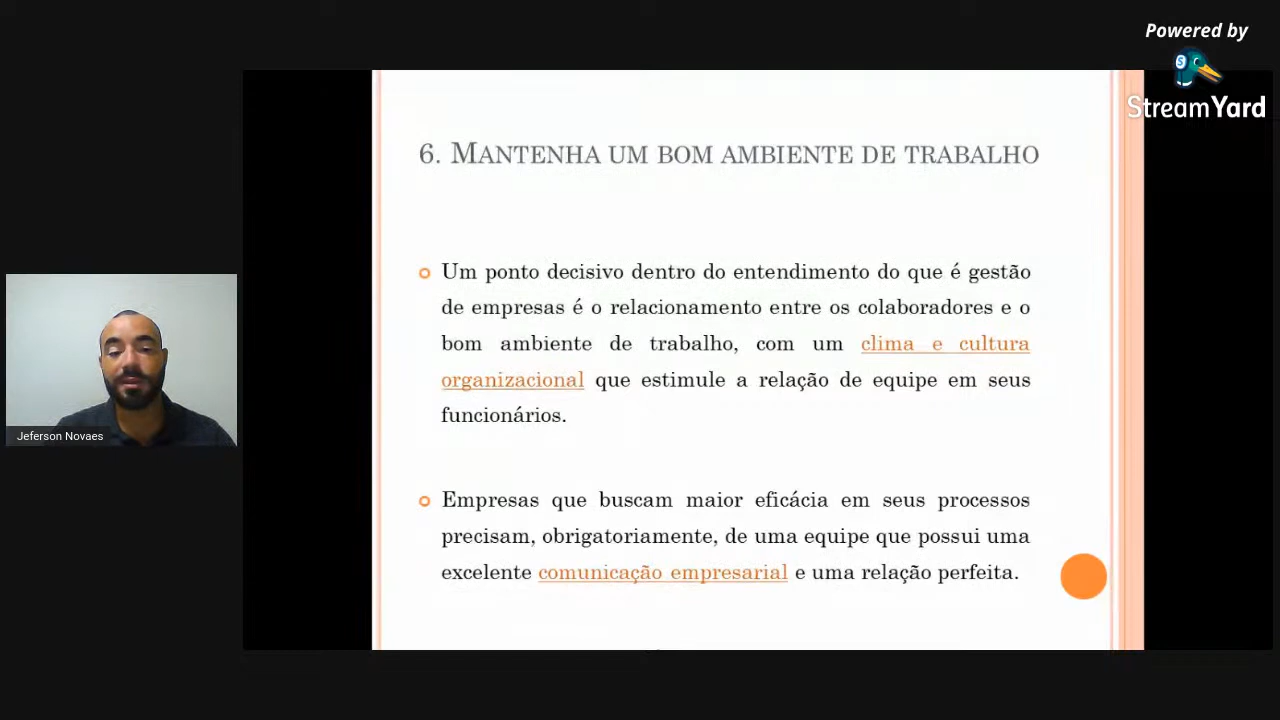 Powered by
StreamYard
6. MANTENHA UM BOM AMBIENTE DE TRABALHO
Um ponto decisivo dentro do entendimento do que é gestão
de empresas é o relacionamento entre os colaboradores e o
bom ambiente de trabalho, com um clima e cultura
organizacional que estimule a relação de equipe em seus
funcionários.
Empresas que buscam maior eficácia em seus processos
precisam, obrigatoriamente, de uma equipe que possui uma
excelente comunicação empresarial e uma relação perfeita.
Jeferson Novaes